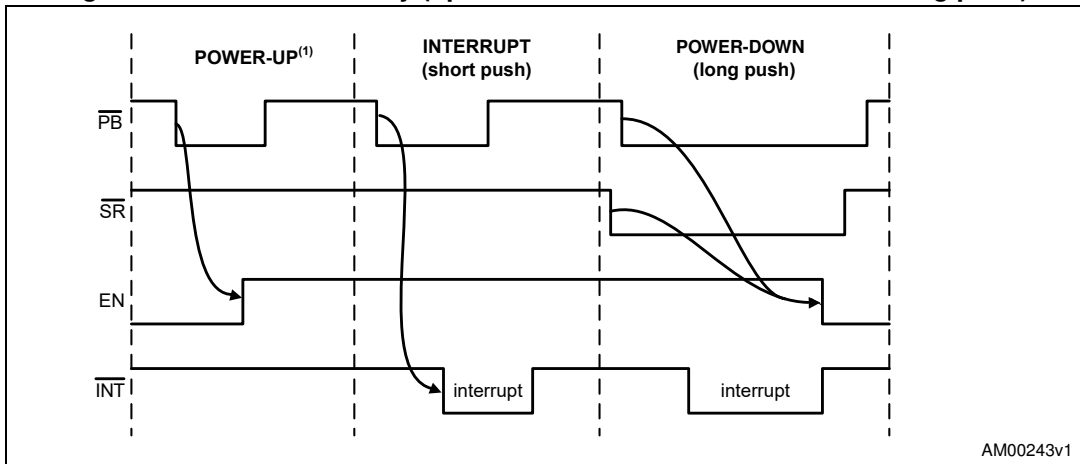 POWER-UP(1)
INTERRUPT
(short push)
POWER-DOWN
(long push)
PB
SR
EN
INT
interrupt
interrupt
AM00243v1